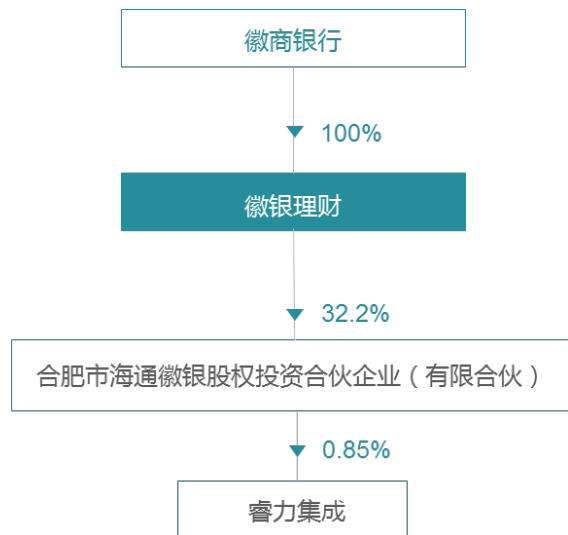 徽商银行
100%
徽银理财
32.2%
合肥市海通徽银股权投资合伙企业（有限合伙）
0.85%
睿力集成